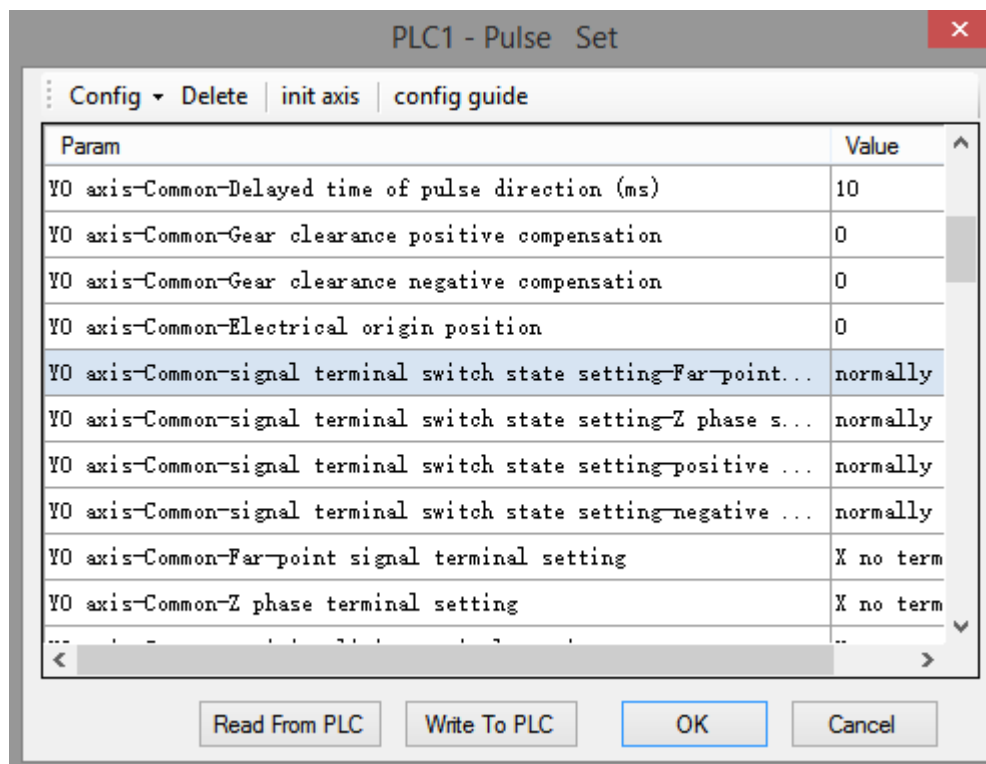 PLC1 - Pulse Set
Config Delete init axis config guide
Param Value
Y0 axis-Common-Delayed time of pulse direction (ms) 10
Y0 axis-Common-Gear clearance positive compensation 0
Y0 axis-Common-Gear clearance negative compensation 0
Y0 axis-Common-Electrical origin position 0
Y0 axis-Common-signal terminal switch state setting-Far-point... normally
Y0 axis-Common-signal terminal switch state setting-Z phase s... normally
Y0 axis-Common-signal terminal switch state setting-positive ... normally
Y0 axis-Common-signal terminal switch state setting-negative ... normally
Y0 axis-Common-Far-point signal terminal setting X no term
Y0 axis-Common-Z phase terminal setting X no term
Read From PLC Write To PLC OK Cancel